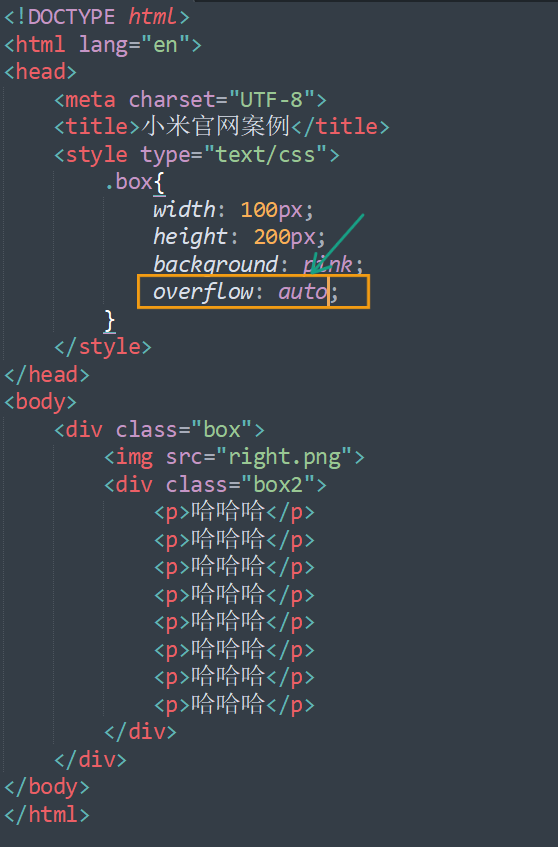 <!DOCTYPE html>
<html lang="en">
<head>
    <meta charset="UTF-8">
    <title>小米官网案例</title>
    <style type="text/css">
        .box{
            width: 100px;
            height: 200px;
            background: pink;
            overflow: auto;
        }
    </style>
</head>
<body>
    <div class="box">
        <img src="right.png">
        <div class="box2">
            <p>哈哈哈</p>
            <p>哈哈哈</p>
            <p>哈哈哈</p>
            <p>哈哈哈</p>
            <p>哈哈哈</p>
            <p>哈哈哈</p>
            <p>哈哈哈</p>
            <p>哈哈哈</p>
        </div>
    </div>
</body>
</html>